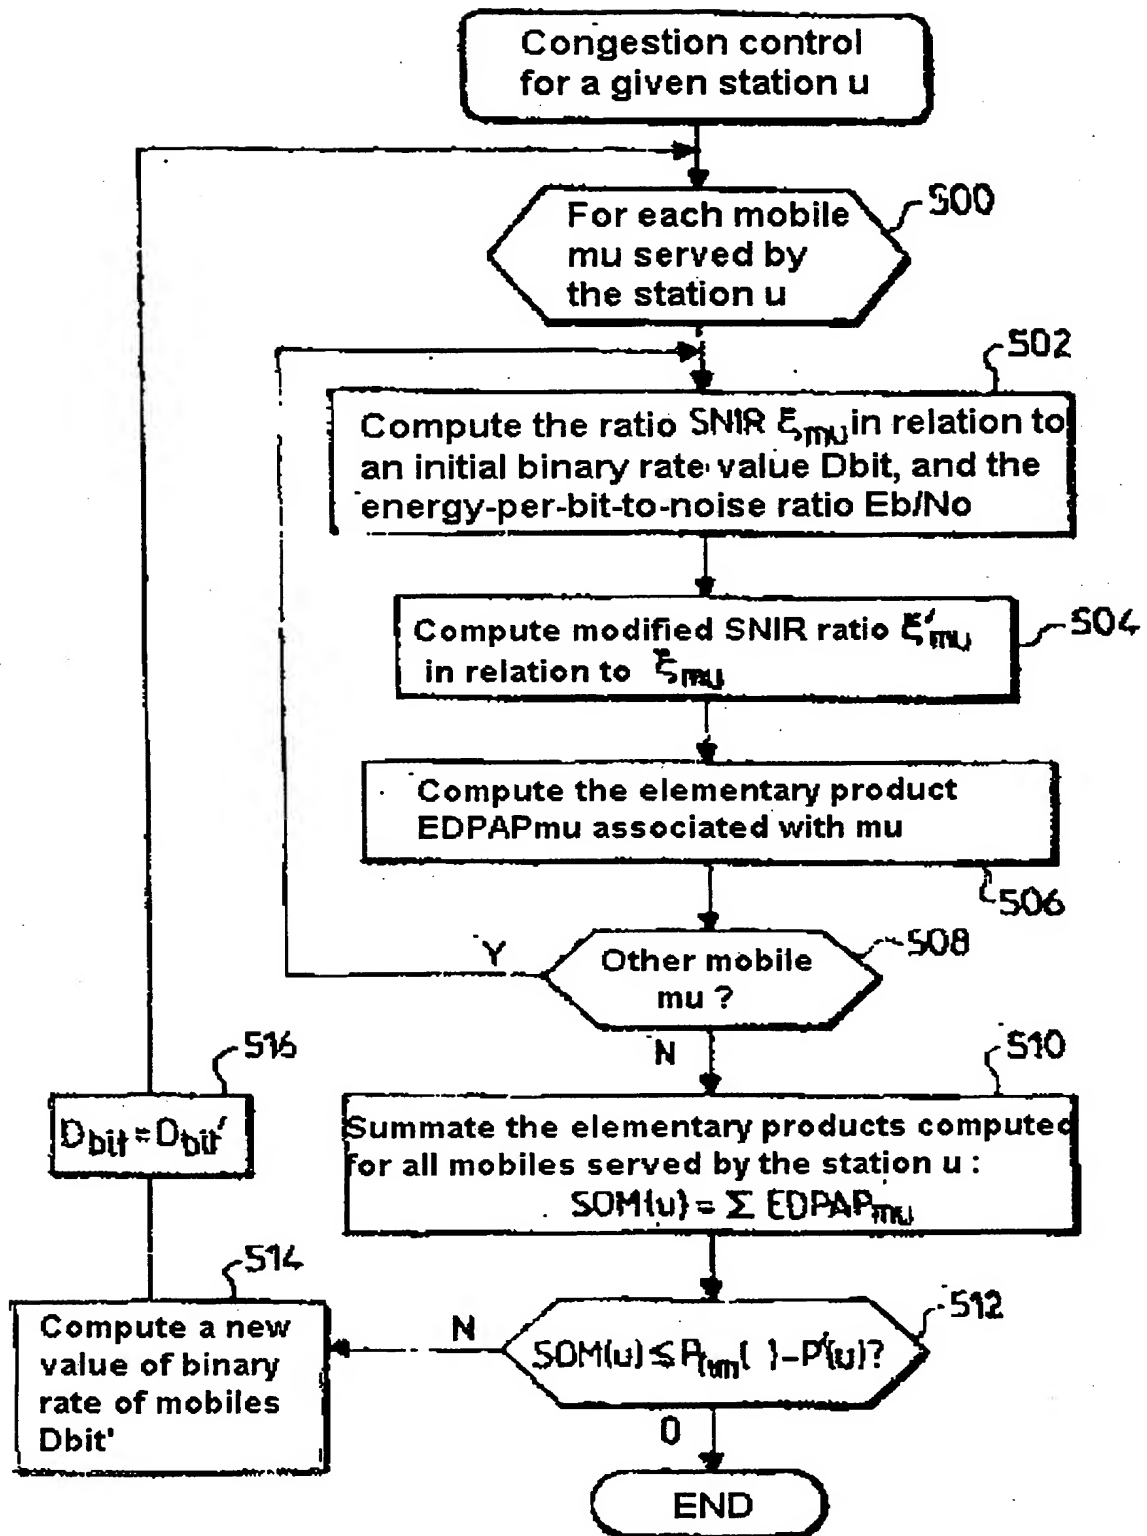 Congestion control
for a given station u
500
For each mobile
mu served by
the station u
502
Compute the ratio SNIR ξmu in relation to
an initial binary rate value Dbit, and the
energy-per-bit-to-noise ratio Eb/No
504
Compute modified SNIR ratio ξ'mu
in relation to ξmu
Compute the elementary product
EDPAPmu associated with mu
506
508
Y
Other mobile
mu ?
N
516
510
Dbit = Dbit'
Summate the elementary products computed
for all mobiles served by the station u :
SOM(u) = Σ EDPAPmu
514
512
Compute a new
value of binary
rate of mobiles
Dbit'
N
SOM(u) ≤ ( ) - P'(u)?
O
END